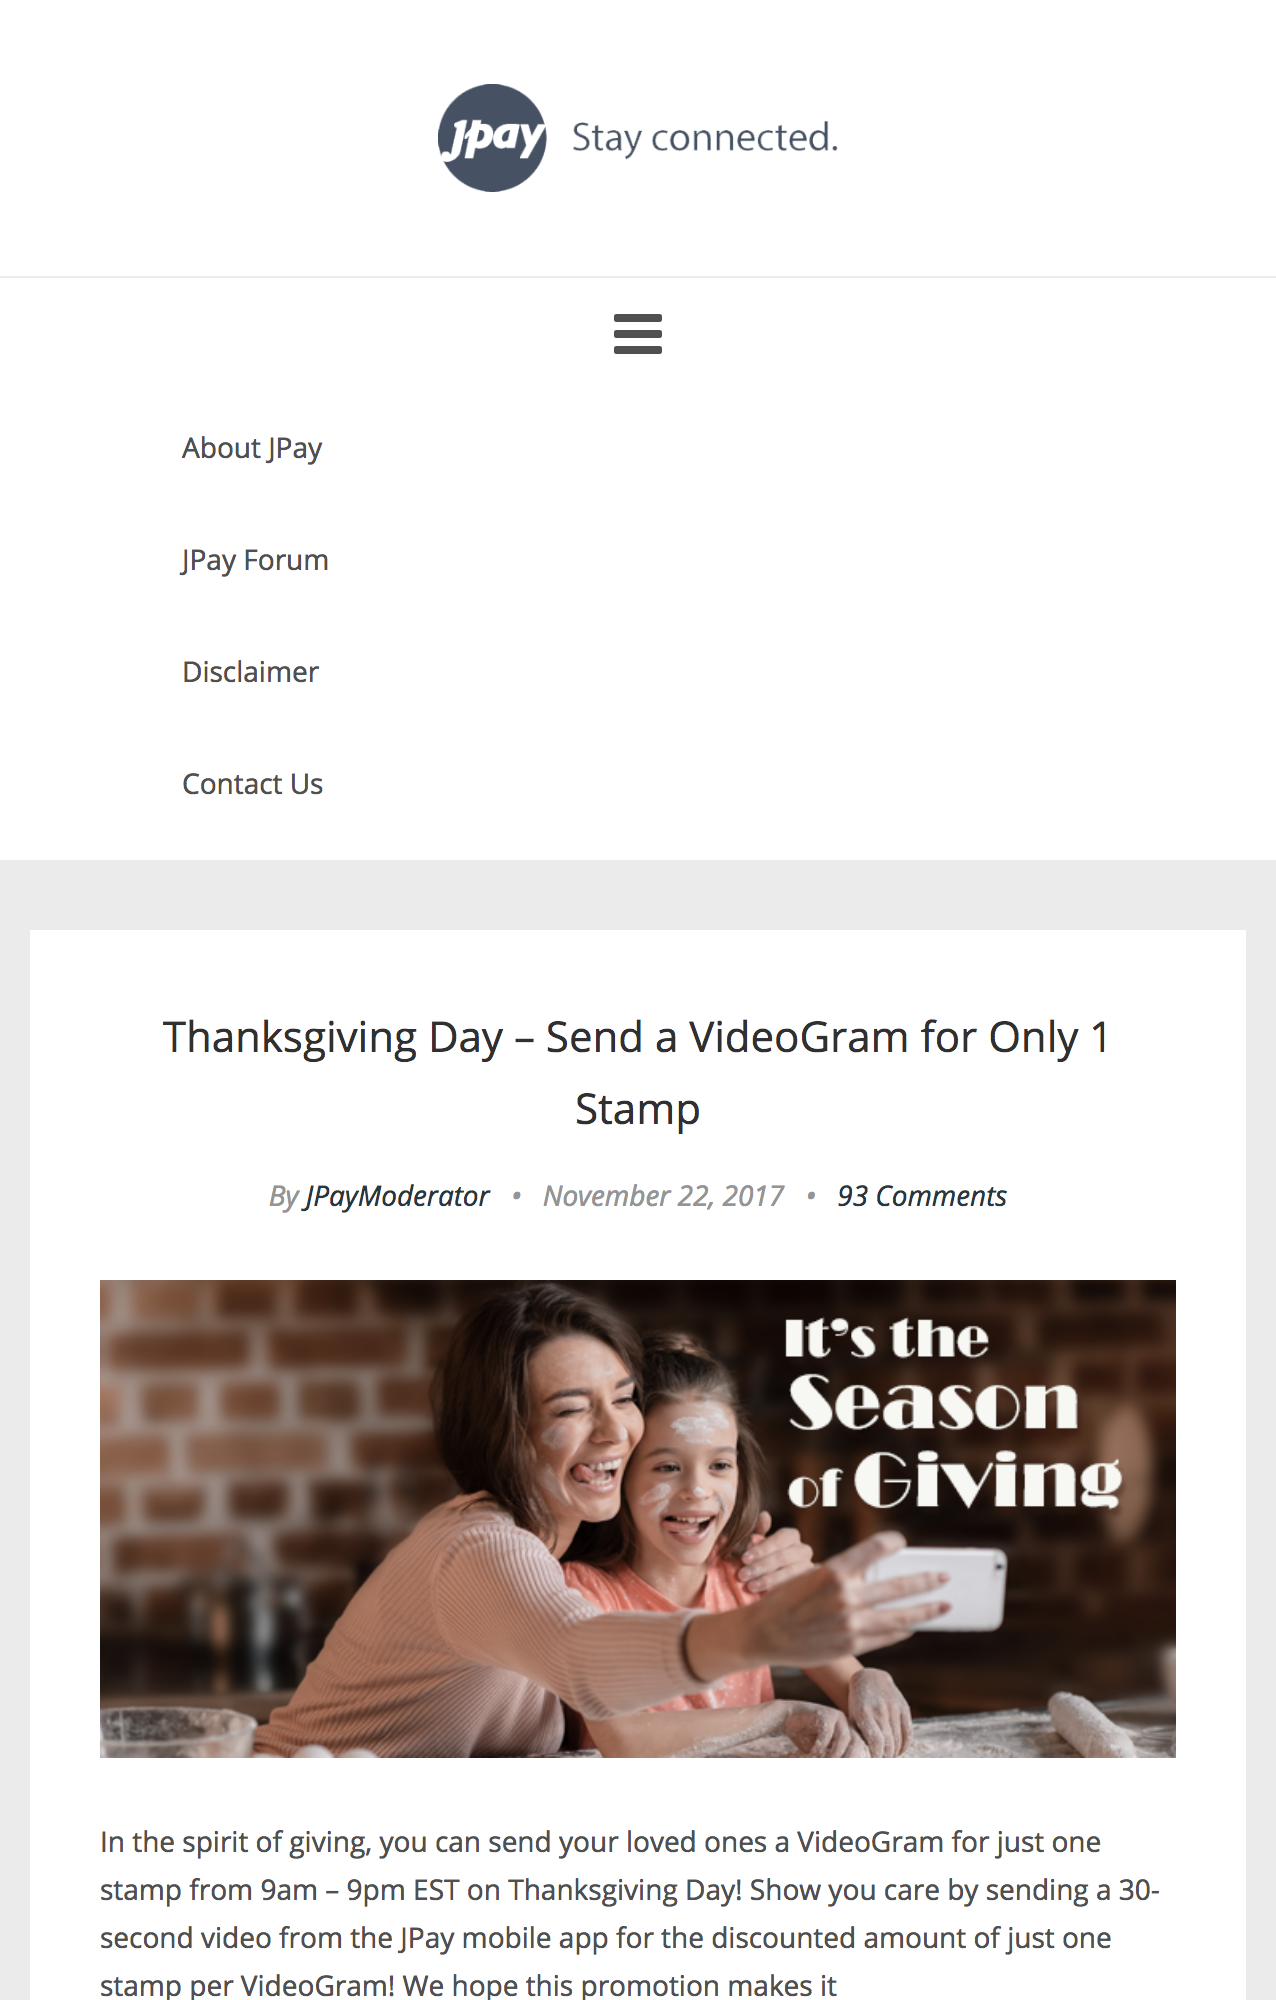 jpay Stay connected.
About JPay
JPay Forum
Disclaimer
Contact Us
Thanksgiving Day – Send a VideoGram for Only 1
Stamp
By JPayModerator • November 22, 2017 • 93 Comments
It's the
Season
of Giving
In the spirit of giving, you can send your loved ones a VideoGram for just one
stamp from 9am – 9pm EST on Thanksgiving Day! Show you care by sending a 30-
second video from the JPay mobile app for the discounted amount of just one
stamp per VideoGram! We hope this promotion makes it